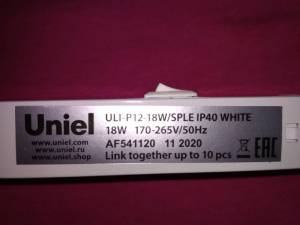 Uniel
www.uniel.com
www.uniel.ru
www.uniel.shop
ULI-P12-18W/SPLE IP40 WHITE
18W 170-265V/50Hz
AF541120 11 2020
Link together up to 10 pcs
EAC